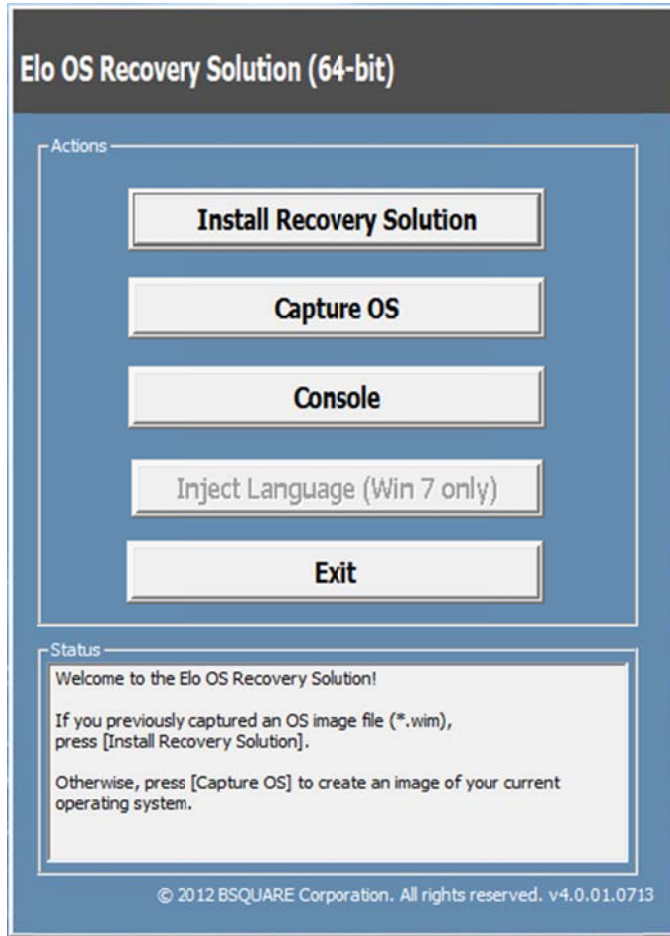 Elo OS Recovery Solution (64-bit)
Actions
Install Recovery Solution
Capture OS
Console
Inject Language (Win 7 only)
Exit
Status
Welcome to the Elo OS Recovery Solution!
If you previously captured an OS image file (*.wim),
press [Install Recovery Solution].
Otherwise, press [Capture OS] to create an image of your current
operating system.
© 2012 BSQUARE Corporation. All rights reserved. v4.0.01.0713